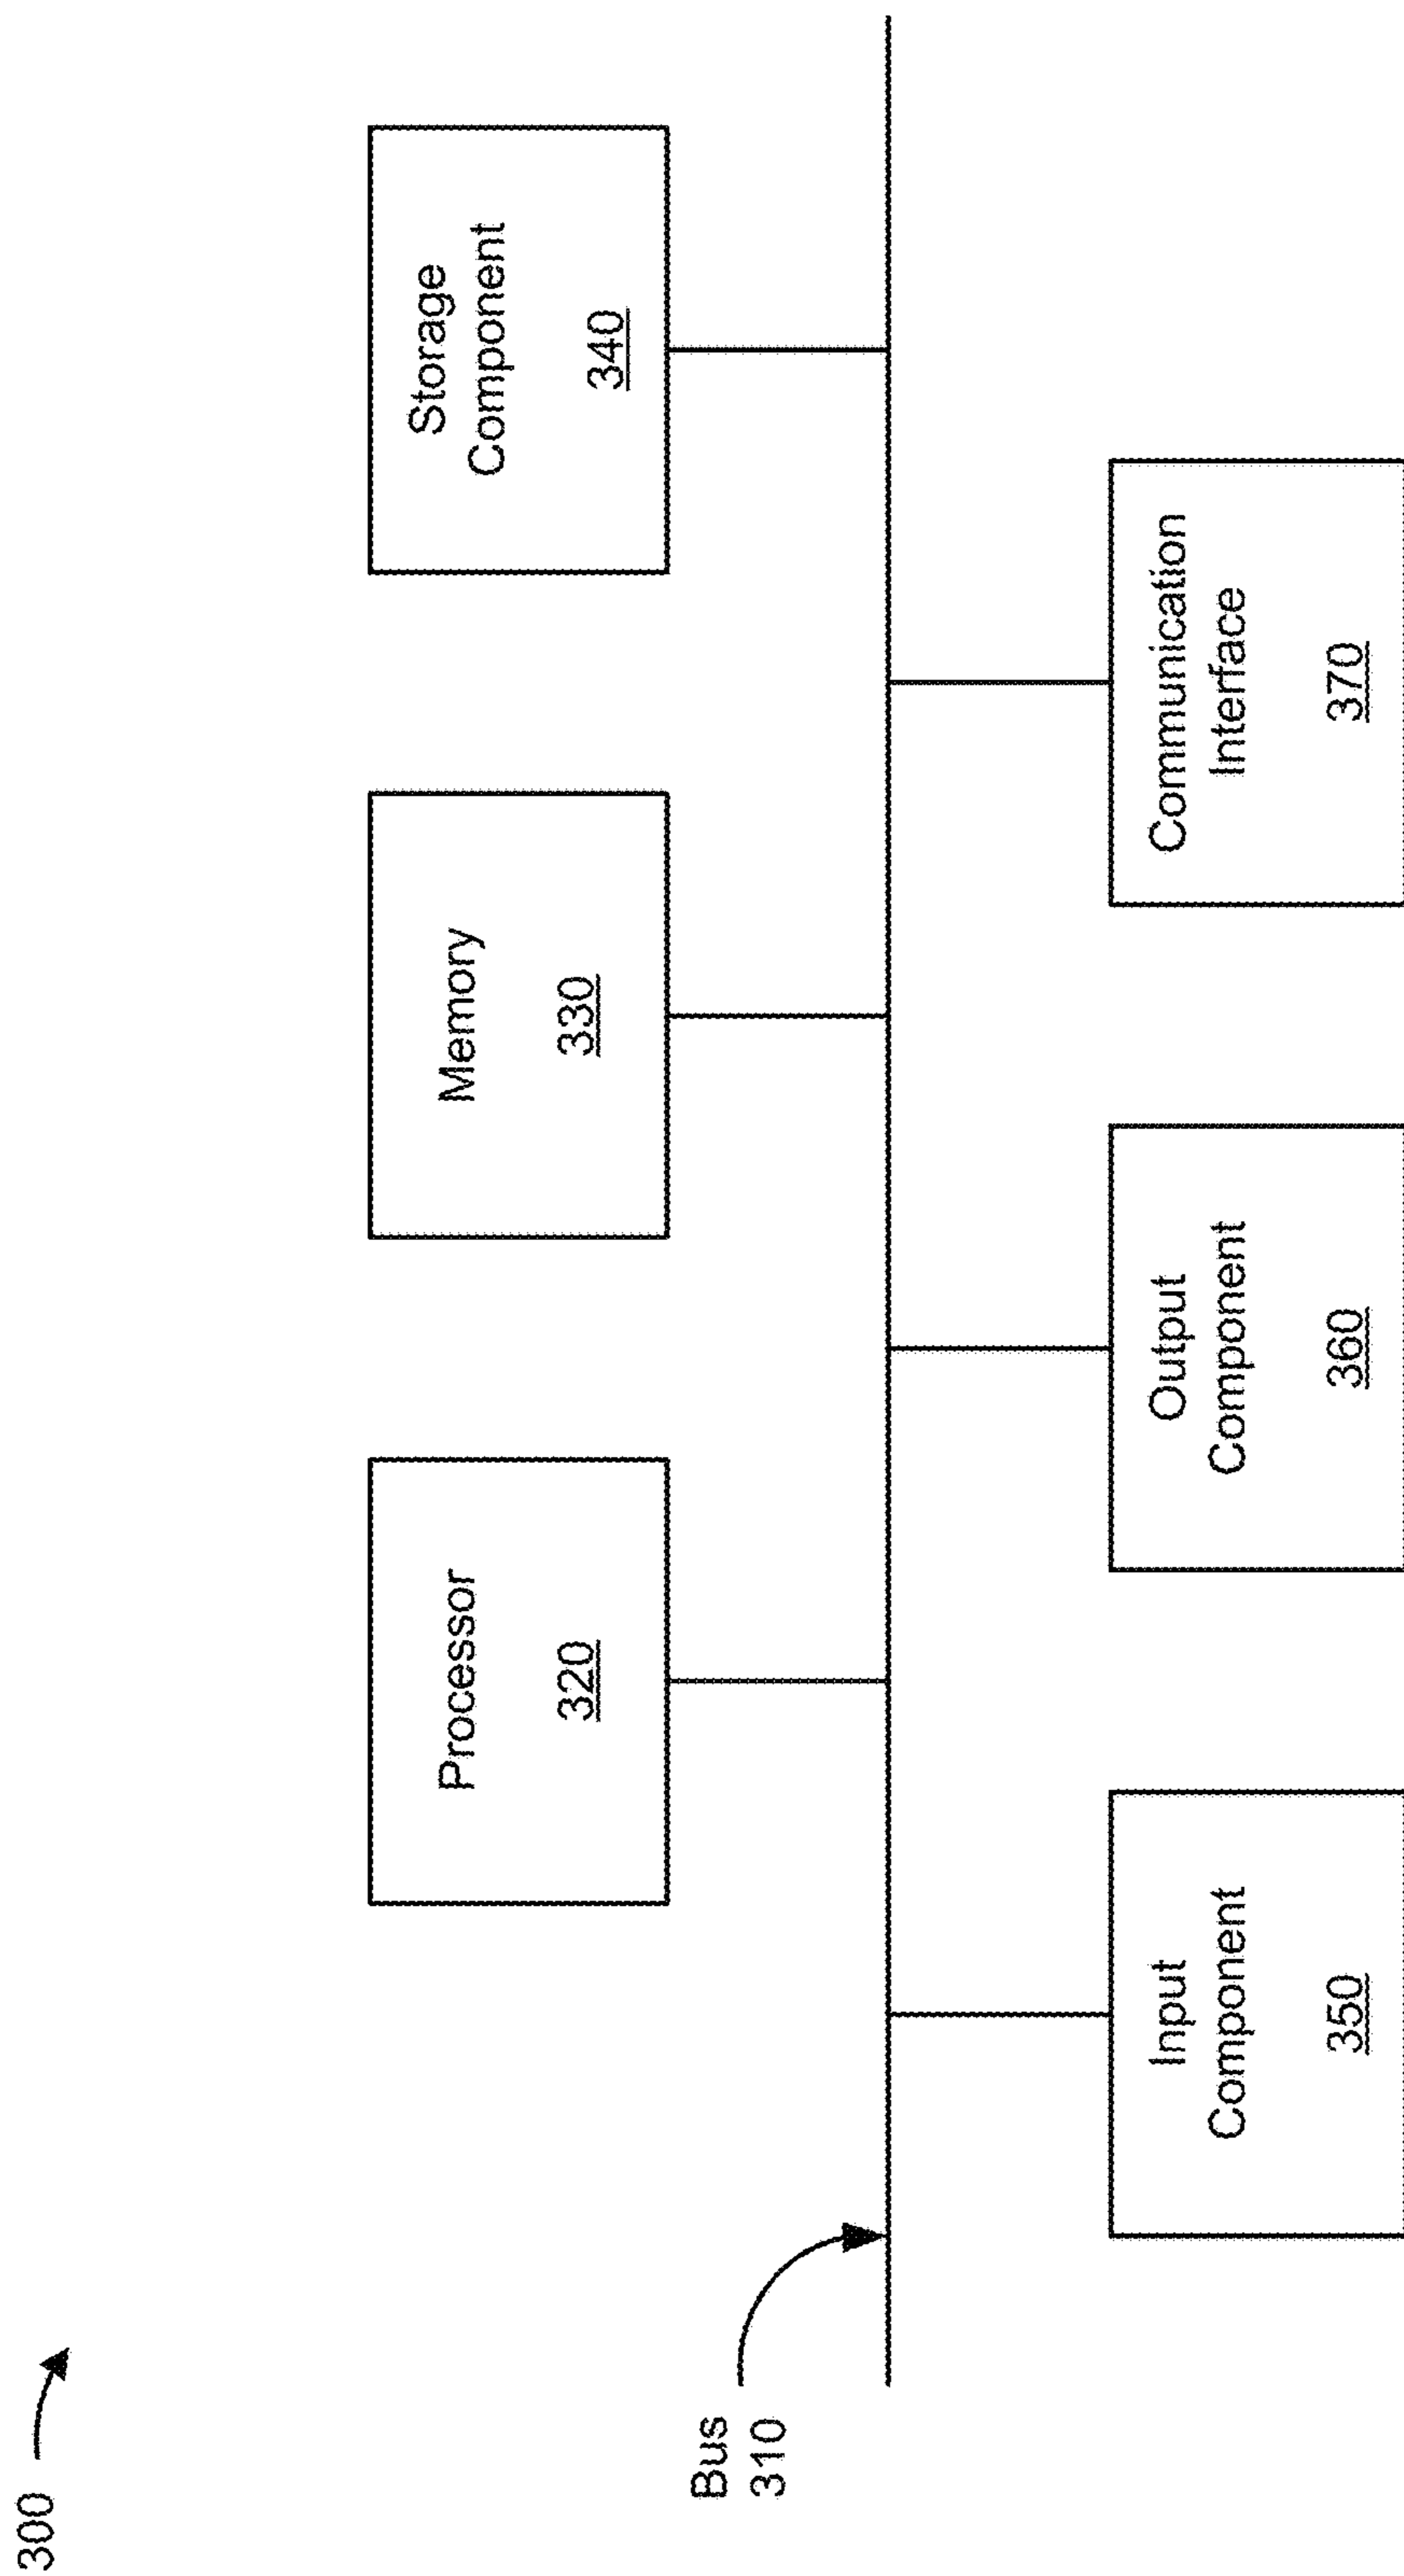 300
Processor
320
Memory
330
Storage
Component
340
Bus
310
Input
Component
350
Output
Component
360
Communication
Interface
370